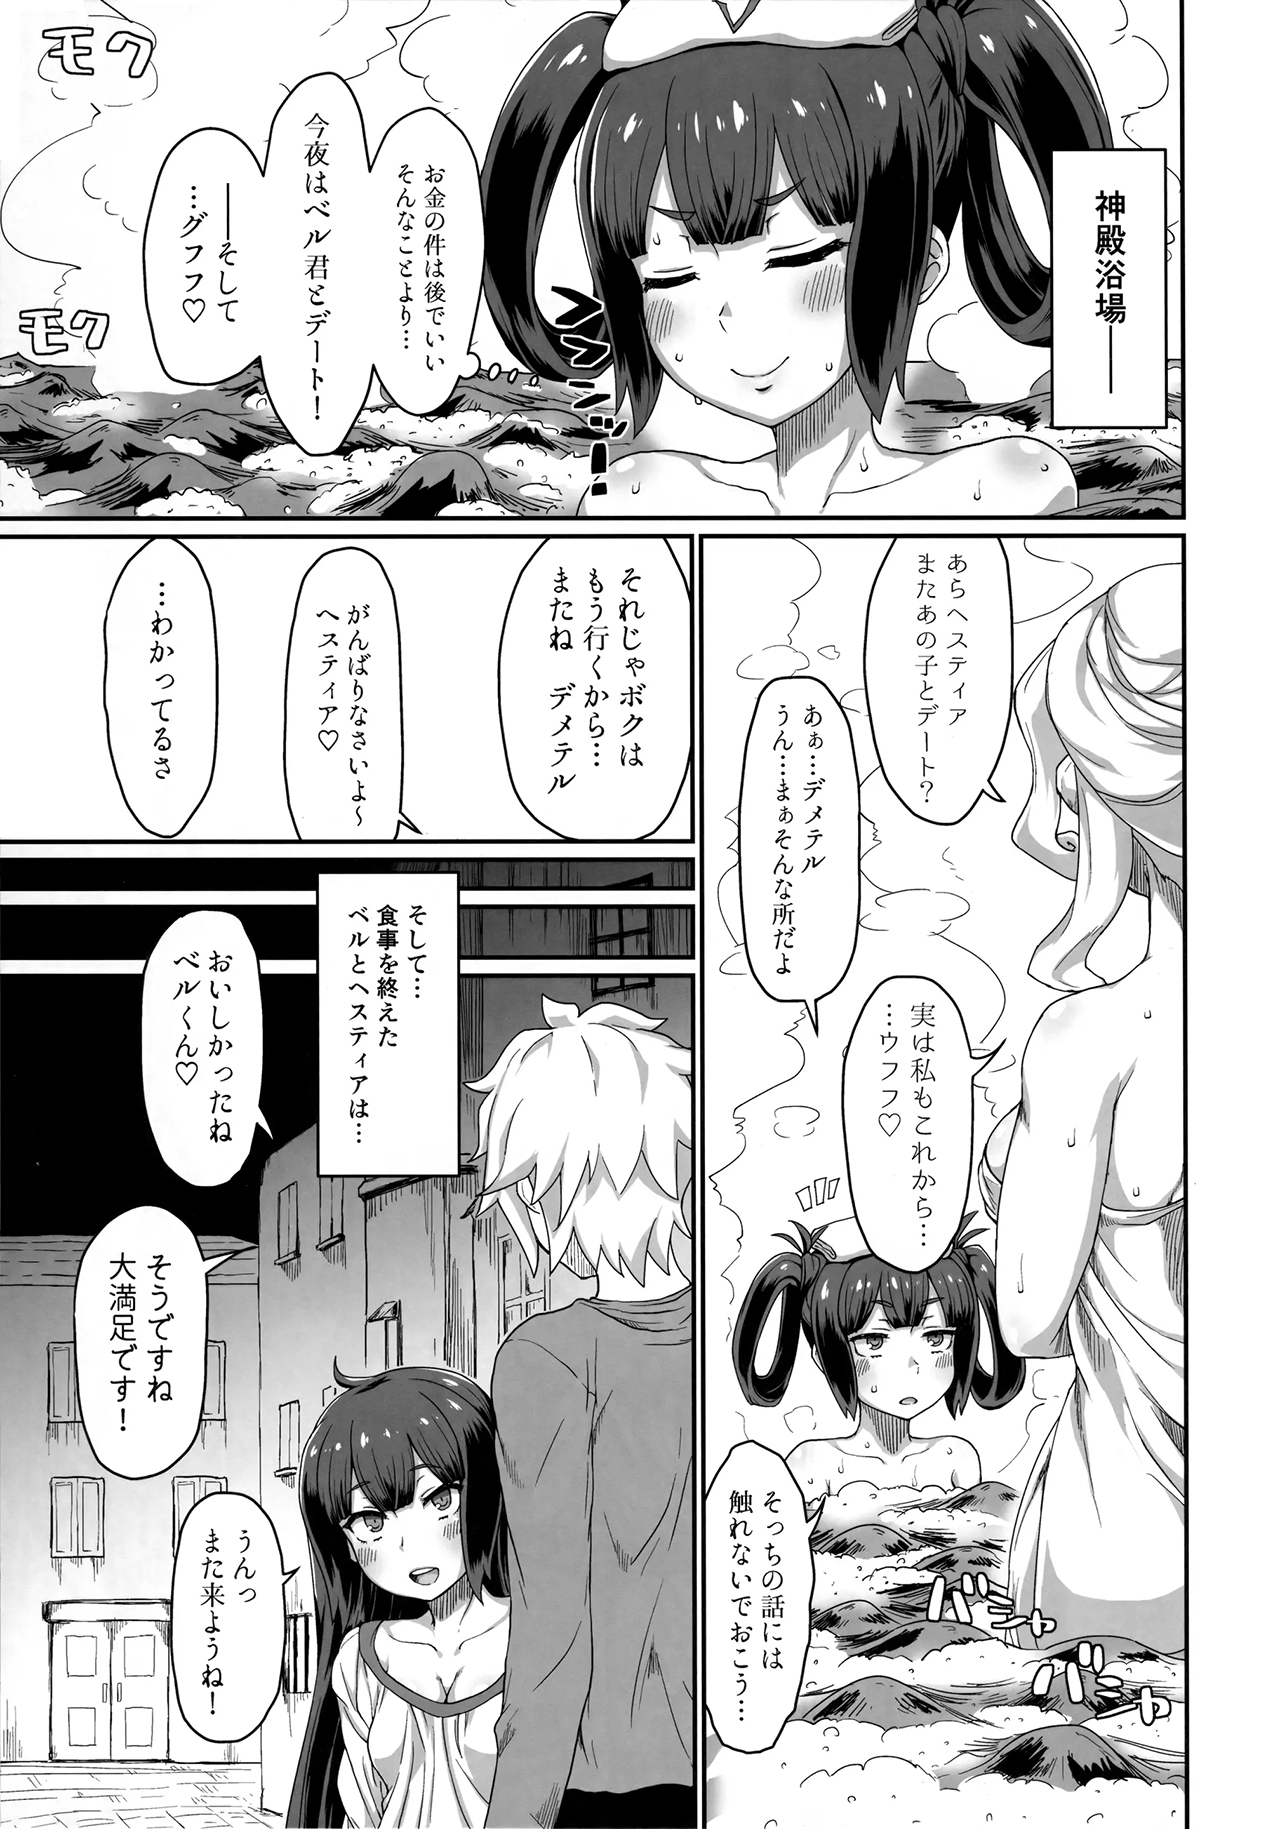 神殿浴場――
お金の件は後でいい
そんなことより…
今夜はベル君とデート！
――そして
…グフフ♡
フフンッ！
モク
モク
あらヘスティア
またあの子とデート？
あぁ…デメテル
うん…まぁそんな所だよ
実は私もこれから…
…ウフフ♡
そっちの話には
触れないでおこう…
バシャ
バシャ
それじゃボクは
もう行くから…
またね　デメテル
がんばりなさいよ～
ヘスティア♡
…わかってるさ
そして…
食事を終えた
ベルとヘスティアは…
おいしかったね
ベルくん♡
そうですね
大満足です！
うんっ
また来ようね！